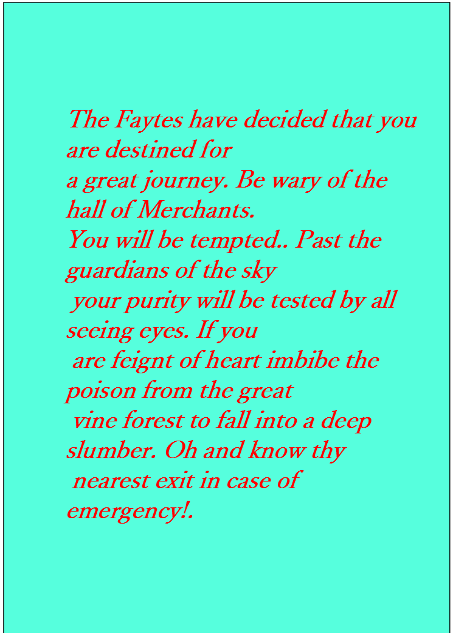 The Faytes have decided that you
are destined for
a great journey. Be wary of the
hall of Merchants.
You will be tempted.. Past the
guardians of the sky
your purity will be tested by all
seeing eyes. If you
are feignt of heart imbibe the
poison from the great
vine forest to fall into a deep
slumber. Oh and know thy
nearest exit in case of
emergency!.